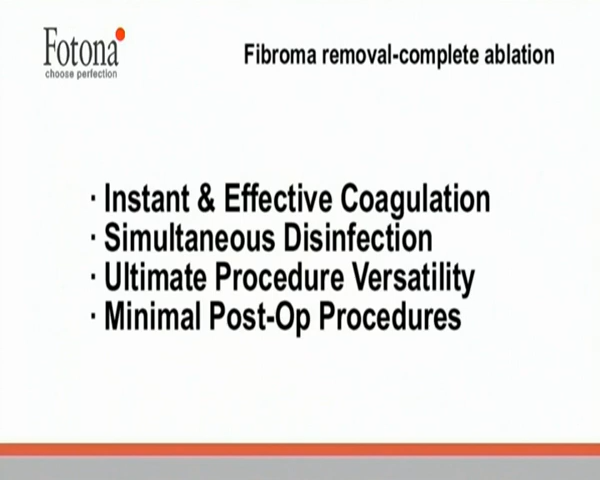 Fotona
choose perfection
Fibroma removal-complete ablation
· Instant & Effective Coagulation
· Simultaneous Disinfection
· Ultimate Procedure Versatility
· Minimal Post-Op Procedures